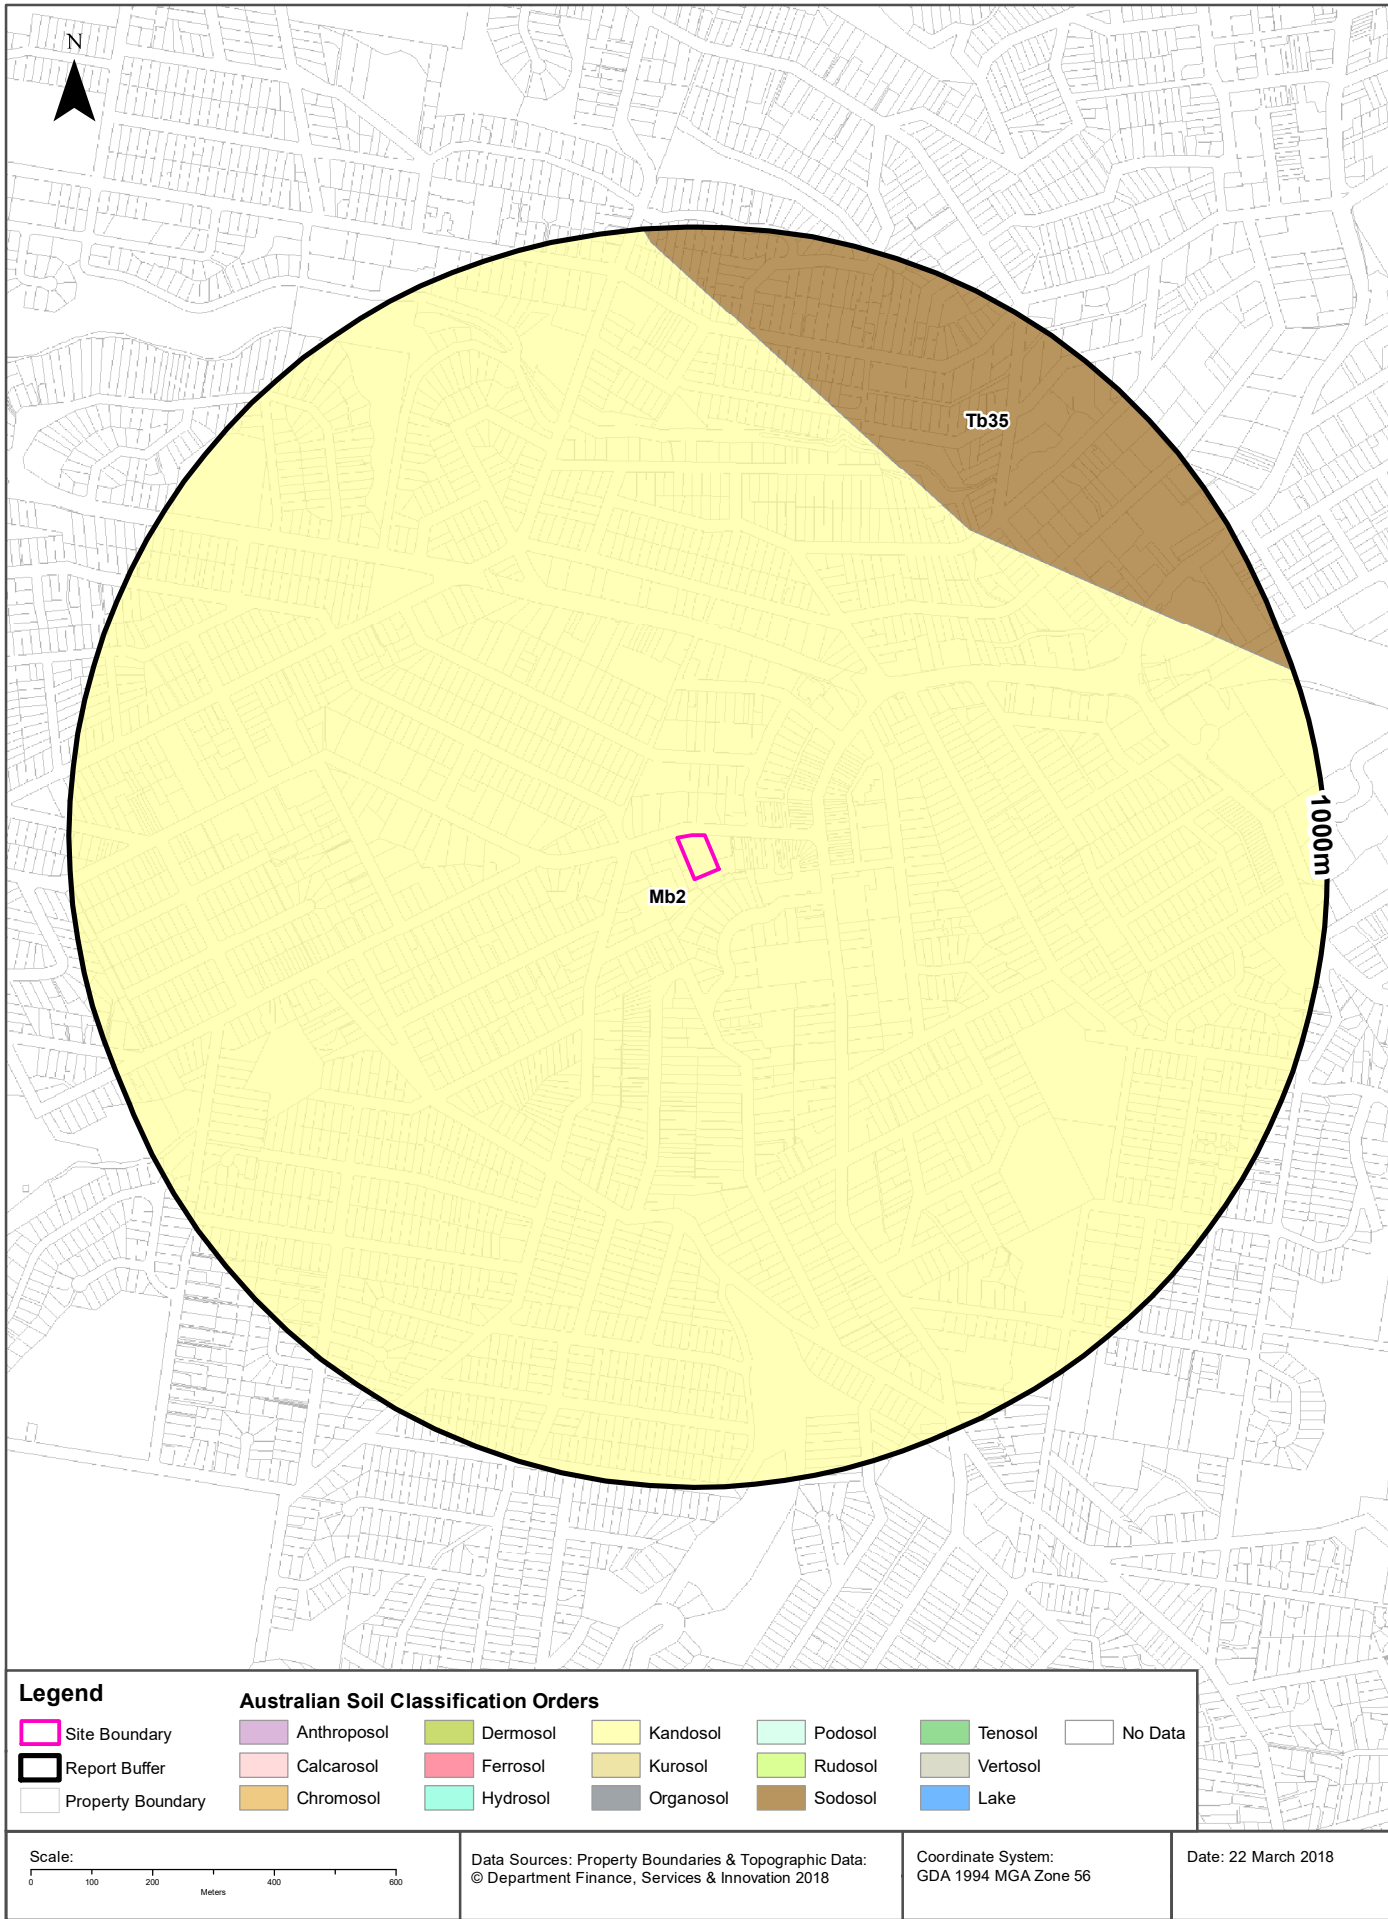 N
Tb35
1000m
Mb2
Legend
Site Boundary
Report Buffer
Property Boundary
Australian Soil Classification Orders
Anthroposol
Calcarosol
Chromosol
Dermosol
Ferrosol
Hydrosol
Kandosol
Kurosol
Organosol
Podosol
Rudosol
Sodosol
Tenosol
Vertosol
Lake
No Data
Scale:
0 100 200 400 600
Meters
Data Sources: Property Boundaries & Topographic Data:
© Department Finance, Services & Innovation 2018
Coordinate System:
GDA 1994 MGA Zone 56
Date: 22 March 2018